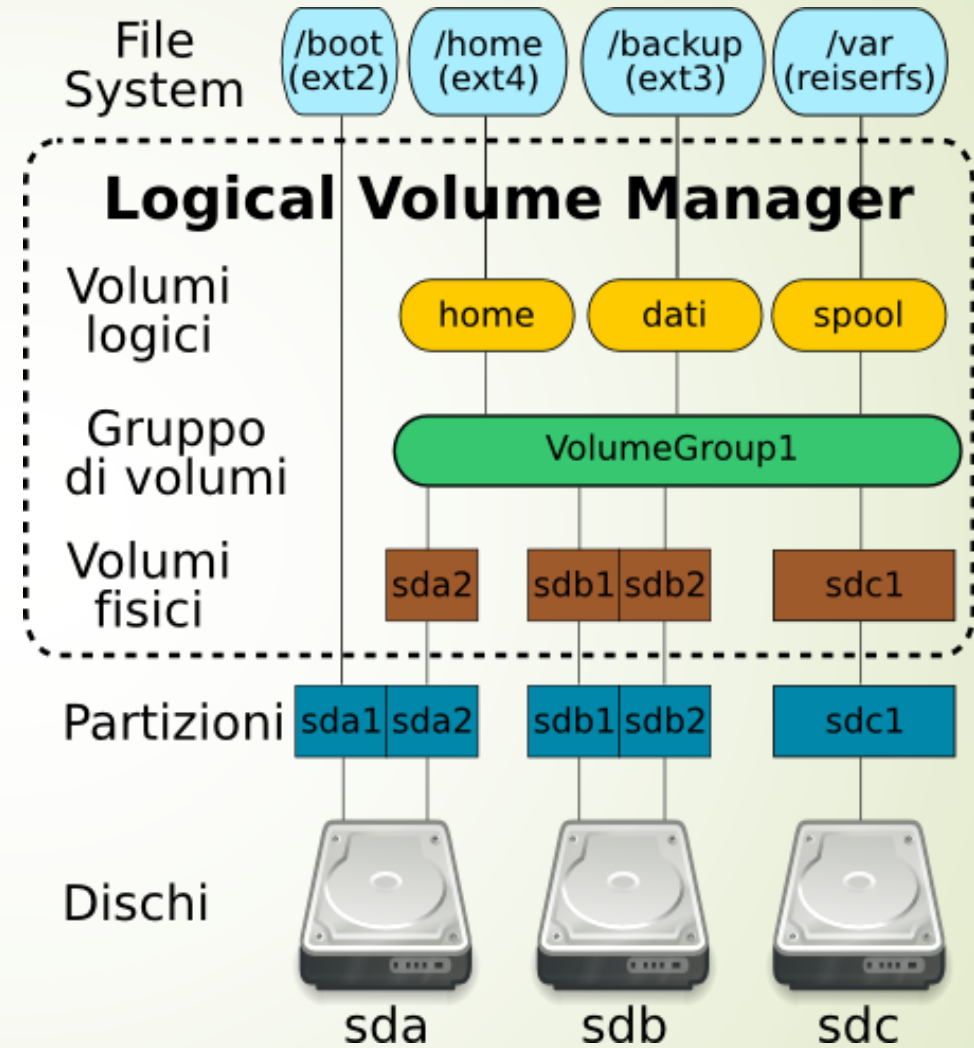 File
System
/boot
(ext2)
/home
(ext4)
/backup
(ext3)
/var
(reiserfs)
Logical Volume Manager
Volumi
logici
home
dati
spool
Gruppo
di volumi
VolumeGroup1
Volumi
fisici
sda2
sdb1
sdb2
sdc1
Partizioni
sda1
sda2
sdb1
sdb2
sdc1
Dischi
sda
sdb
sdc